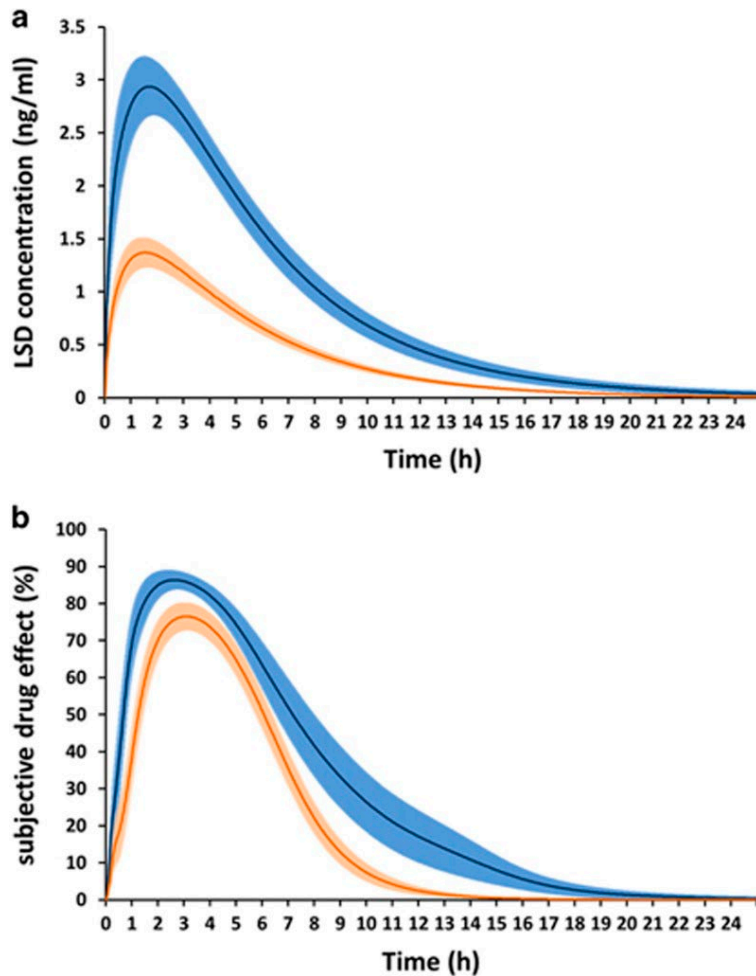 a
LSD concentration (ng/ml)
3.5
3
2.5
2
1.5
1
0.5
0
0 1 2 3 4 5 6 7 8 9 10 11 12 13 14 15 16 17 18 19 20 21 22 23 24
Time (h)
b
subjective drug effect (%)
100
90
80
70
60
50
40
30
20
10
0
0 1 2 3 4 5 6 7 8 9 10 11 12 13 14 15 16 17 18 19 20 21 22 23 24
Time (h)